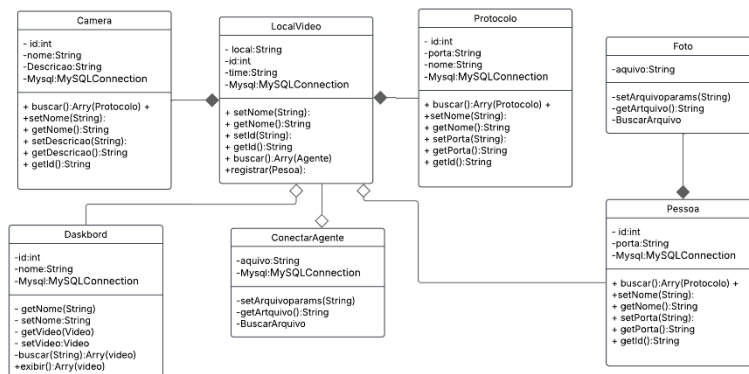 Camera
- id:int
-nome:String
-Descricao:String
-Mysql:MySQLConnection
+ buscar():Arry(Protocolo) +
+setNome(String):
+ getNome():String
+ setDescricao(String):
+ getDescricao():String
+ getId():String
LocalVideo
- local:String
-id:int
-time:String
-Mysql:MySQLConnection
+ setNome(String):
+ getNome():String
+ setId(String):
+ getId():String
+ buscar():Arry(Agente)
+registrar(Pesoa):
Protocolo
- id:int
-porta:String
-nome:String
-Mysql:MySQLConnection
+ buscar():Arry(Protocolo) +
+setNome(String):
+ getNome():String
+ setPorta(String):
+ getPorta():String
+ getId():String
Foto
-aquivo:String
-setArquivoparams(String)
-getArtquivo():String
-BuscarArquivo
Daskbord
-id:int
-nome:String
-Mysql:MySQLConnection
- getNome(String)
- setNome:String
- getVideo(Video)
- setVideo:Video
-buscar(String):Arry(video)
+exibir():Arry(video)
ConectarAgente
-aquivo:String
-Mysql:MySQLConnection
-setArquivoparams(String)
-getArtquivo():String
-BuscarArquivo
Pessoa
- id:int
-porta:String
-Mysql:MySQLConnection
+ buscar():Arry(Protocolo) +
+setNome(String):
+ getNome():String
+ setPorta(String):
+ getPorta():String
+ getId():String